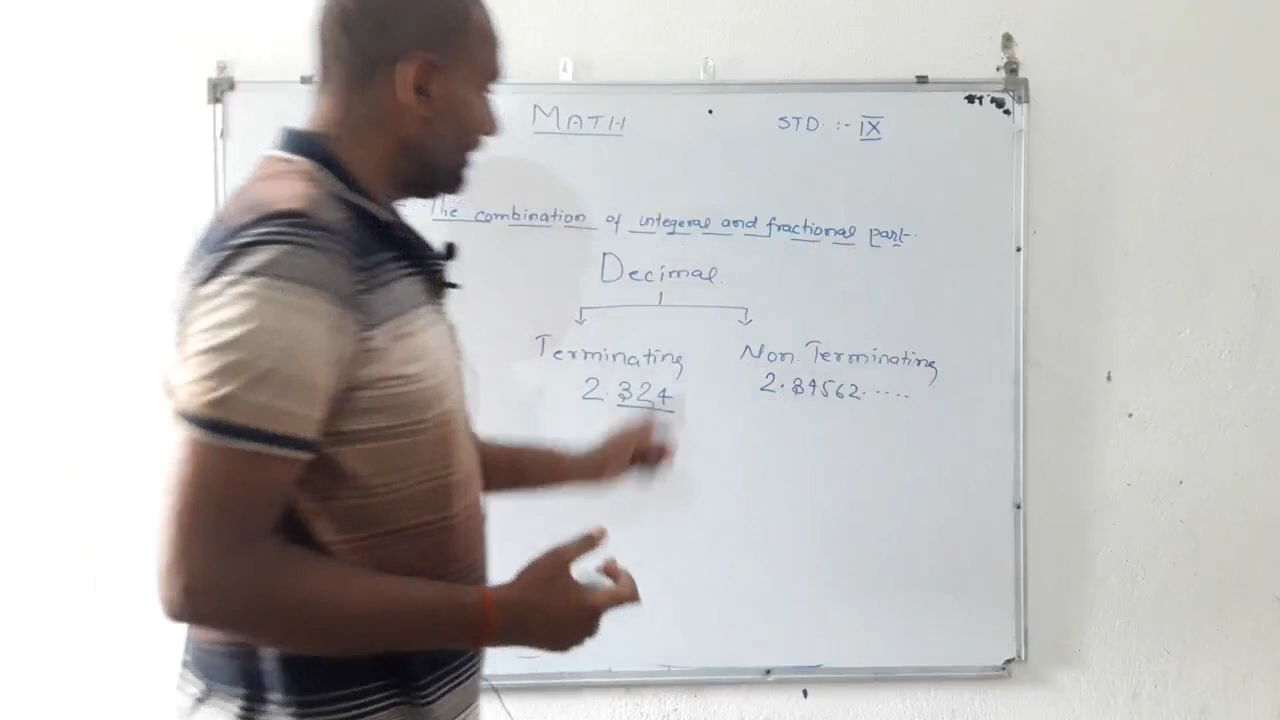 MATH
STD. :- IX
The combination of integeral and fractional part.
Decimal.
Terminating
Non. Terminating
2.324
2.34562.....